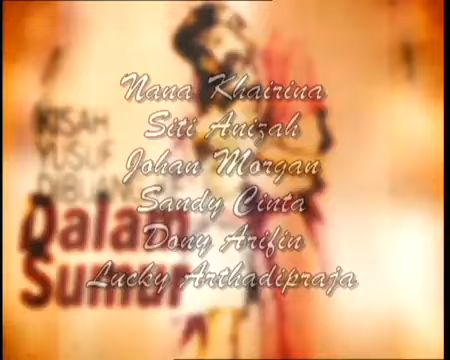 Nana Khairina
Siti Anizah
Johan Morgan
Sandy Cinta
Dony Arifin
Lucky Arthadipraja
KISAH
YUSUF
Dalam
Sumur